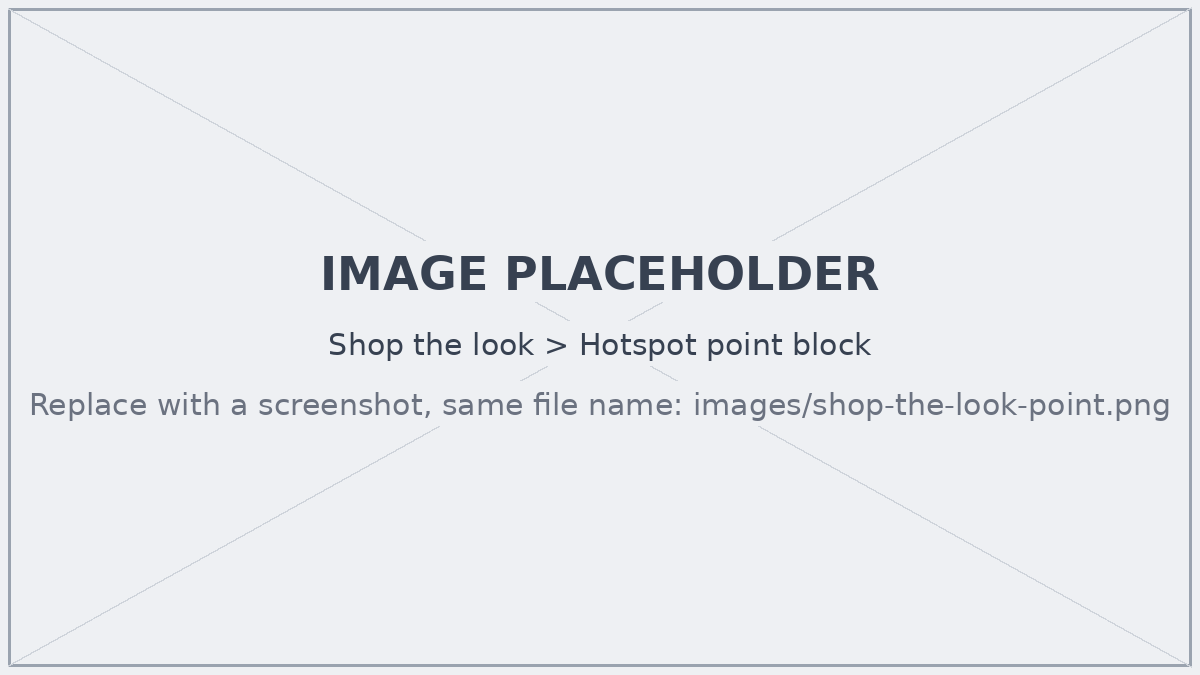 IMAGE PLACEHOLDER
Shop the look > Hotspot point block
Replace with a screenshot, same file name: images/shop-the-look-point.png